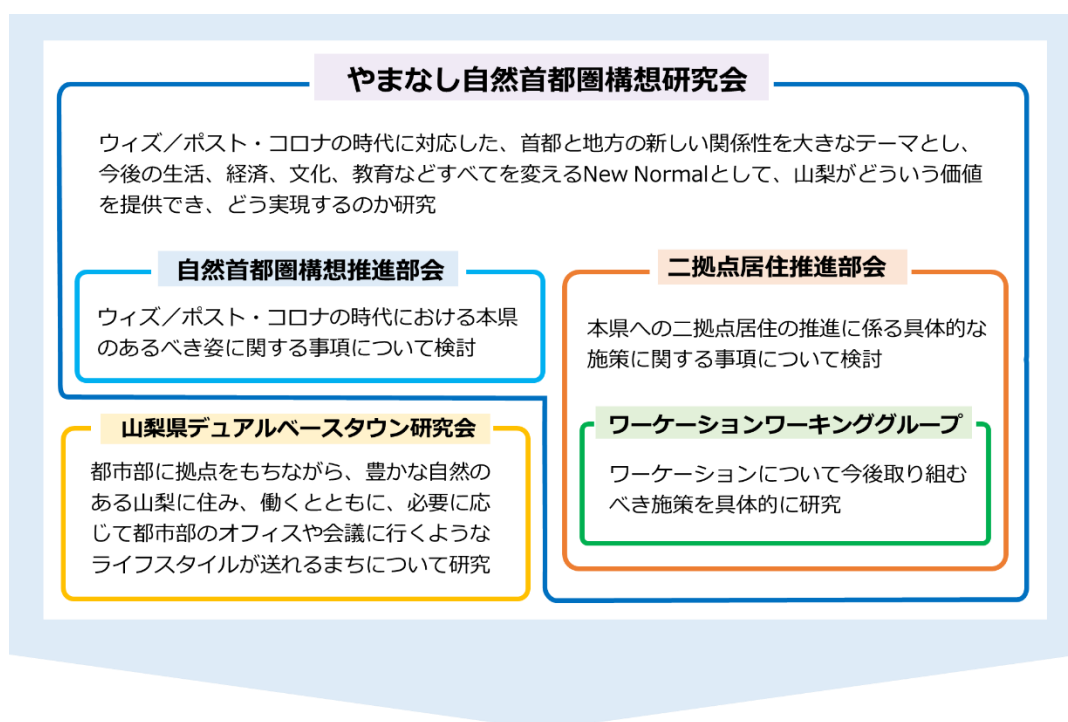 やまなし自然首都圏構想研究会
ウィズ／ポスト・コロナの時代に対応した、首都と地方の新しい関係性を大きなテーマとし、
今後の生活、経済、文化、教育などすべてを変えるNew Normalとして、山梨がどういう価値
を提供でき、どう実現するのか研究
自然首都圏構想推進部会
ウィズ／ポスト・コロナの時代における本県
のあるべき姿に関する事項について検討
二拠点居住推進部会
本県への二拠点居住の推進に係る具体的な
施策に関する事項について検討
山梨県デュアルベースタウン研究会
都市部に拠点をもちながら、豊かな自然の
ある山梨に住み、働くとともに、必要に応
じて都市部のオフィスや会議に行くような
ライフスタイルが送れるまちについて研究
ワーケーションワーキンググループ
ワーケーションについて今後取り組む
べき施策を具体的に研究